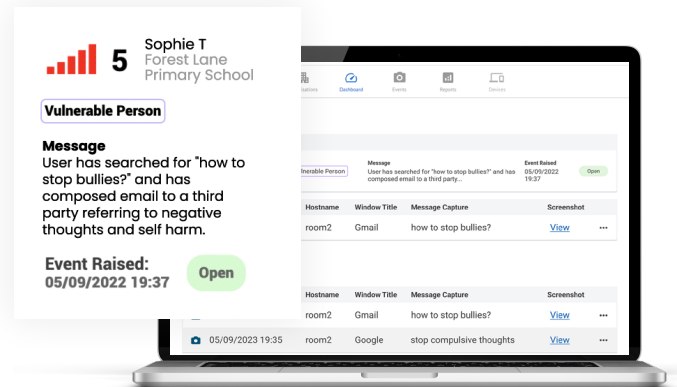 5
Sophie T
Forest Lane
Primary School
Vulnerable Person
Message
User has searched for "how to
stop bullies?" and has
composed email to a third
party referring to negative
thoughts and self harm.
Event Raised:
05/09/2022 19:37
Open
Dashboard
Events
Reports
Devices
Person
Message
User has searched for "how to stop bullies?" and has
composed email to a third party...
Event Raised
05/09/2022
19:37
Open
Hostname Window Title Message Capture Screenshot
room2 Gmail how to stop bullies? View
Hostname Window Title Message Capture Screenshot
room2 Gmail how to stop bullies? View
05/09/2023 19:35 room2 Google stop compulsive thoughts View